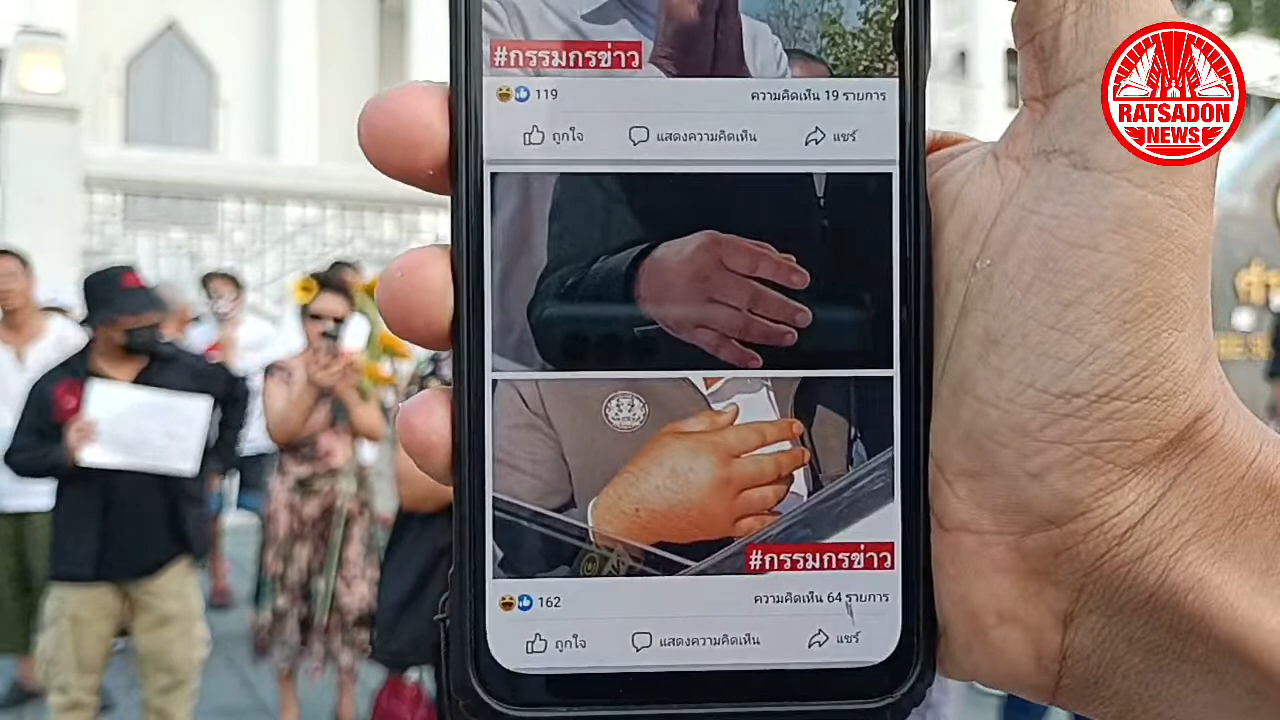 #กรรมกรข่าว
119
ความคิดเห็น 19 รายการ
ถูกใจ
แสดงความคิดเห็น
แชร์
RATSADON
NEWS
#กรรมกรข่าว
162
ความคิดเห็น 64 รายการ
ถูกใจ
แสดงความคิดเห็น
แชร์